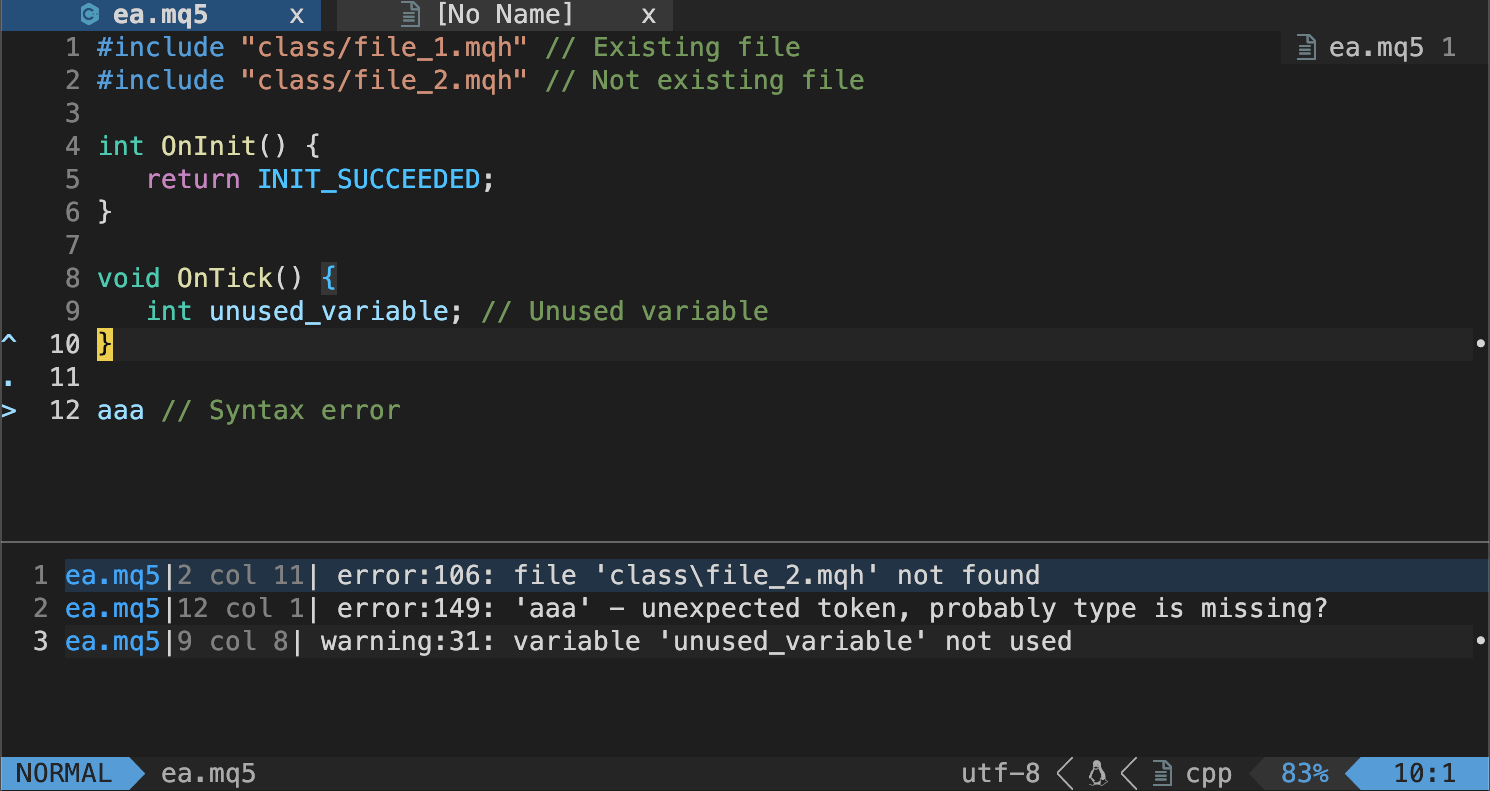 ea.mq5 x [No Name] x
1 #include "class/file_1.mqh" // Existing file
ea.mq5 1
2 #include "class/file_2.mqh" // Not existing file
3
4 int OnInit() {
5    return INIT_SUCCEEDED;
6 }
7
8 void OnTick() {
9    int unused_variable; // Unused variable
^ 10 }
. 11
> 12 aaa // Syntax error
1 ea.mq5|2 col 11| error:106: file 'class\file_2.mqh' not found
2 ea.mq5|12 col 1| error:149: 'aaa' - unexpected token, probably type is missing?
3 ea.mq5|9 col 8| warning:31: variable 'unused_variable' not used
NORMAL ea.mq5 utf-8 cpp 83% 10:1